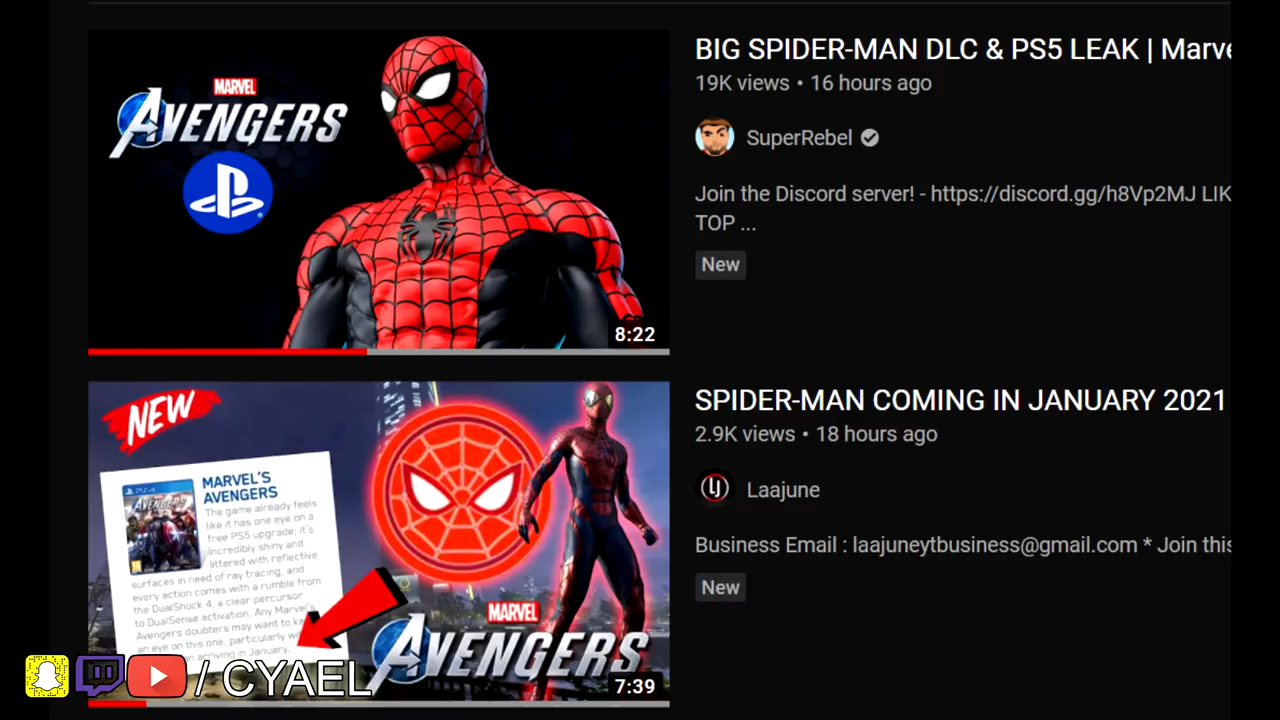 MARVEL
AVENGERS
8:22
BIG SPIDER-MAN DLC & PS5 LEAK | Marve
19K views • 16 hours ago
SuperRebel
Join the Discord server! - https://discord.gg/h8Vp2MJ LIK
TOP ...
New
NEW
MARVEL'S
AVENGERS
The game already feels
like it has one eye on a
free PS5 upgrade; it's
incredibly shiny and
littered with reflective
surfaces in need of ray tracing, and
every action comes with a rumble from
the DualShock 4, a clear percursor
to DualSense activation. Any Marvel's
Avengers doubters may want to
an eye on this one, particularly
arriving in January.
PS4
AVENGERS
MARVEL
AVENGERS
7:39
SPIDER-MAN COMING IN JANUARY 2021
2.9K views • 18 hours ago
Laajune
Business Email : laajuneytbusiness@gmail.com * Join this
New
/ CYAEL